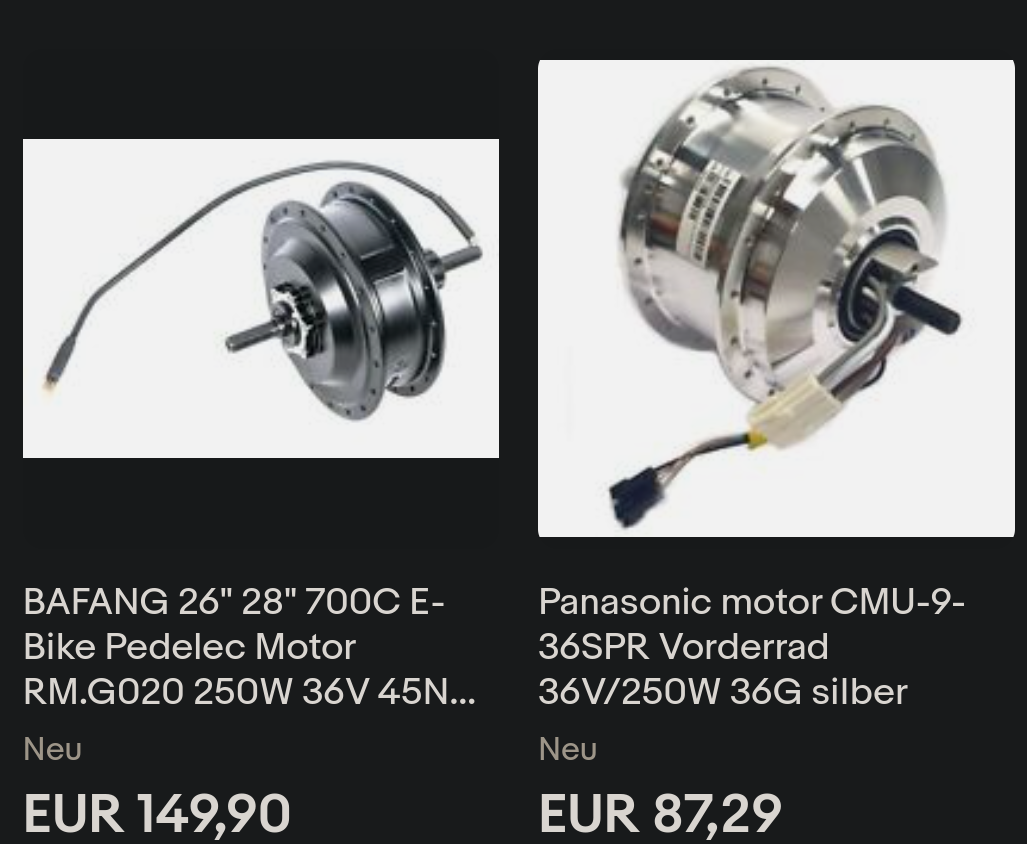 BAFANG 26" 28" 700C E-
Bike Pedelec Motor
RM.G020 250W 36V 45N...
Neu
EUR 149,90
Panasonic motor CMU-9-
36SPR Vorderrad
36V/250W 36G silber
Neu
EUR 87,29